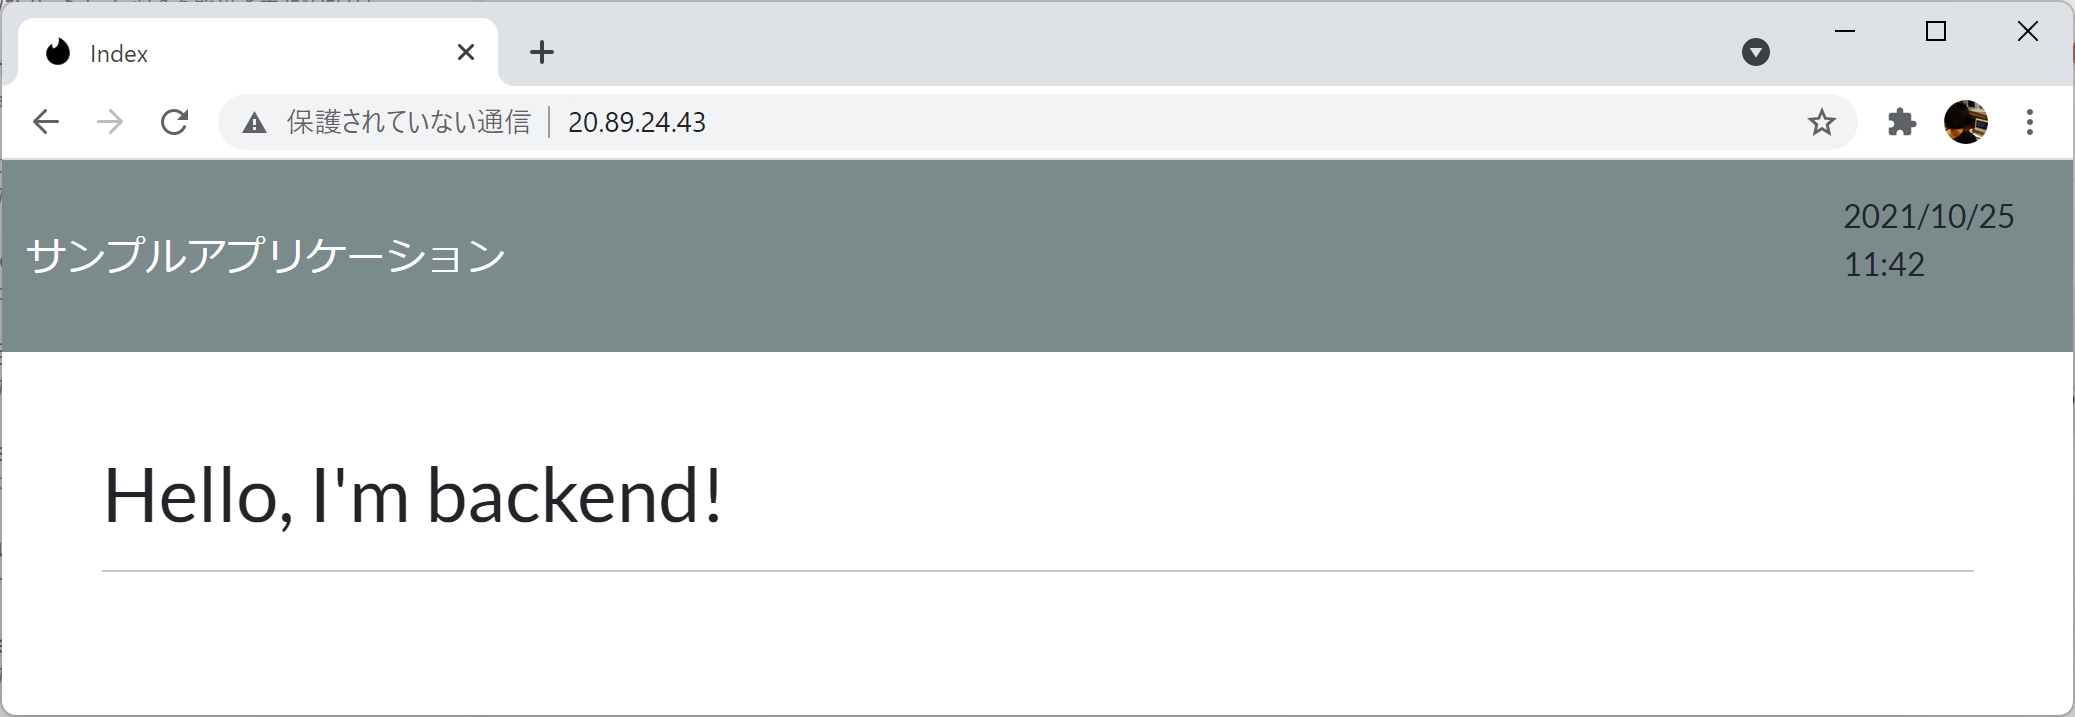 Index
保護されていない通信 20.89.24.43
サンプルアプリケーション
2021/10/25
11:42
Hello, I'm backend!